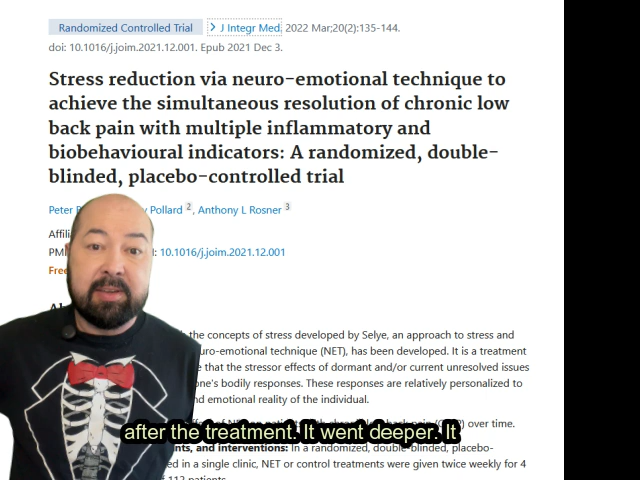 Randomized Controlled Trial > J Integr Med. 2022 Mar;20(2):135-144.
doi: 10.1016/j.joim.2021.12.001. Epub 2021 Dec 3.
Stress reduction via neuro-emotional technique to
achieve the simultaneous resolution of chronic low
back pain with multiple inflammatory and
biobehavioural indicators: A randomized, double-
blinded, placebo-controlled trial
Peter Pollard 2, Anthony L Rosner 3
10.1016/j.joim.2021.12.001
the concepts of stress developed by Selye, an approach to stress and
uro-emotional technique (NET), has been developed. It is a treatment
e that the stressor effects of dormant and/or current unresolved issues
one's bodily responses. These responses are relatively personalized to
nd emotional reality of the individual.
over time.
after the treatment. It went deeper. It
nts, and interventions: In a randomized, double-blinded, placebo-
ed in a single clinic, NET or control treatments were given twice weekly for 4
112 patients